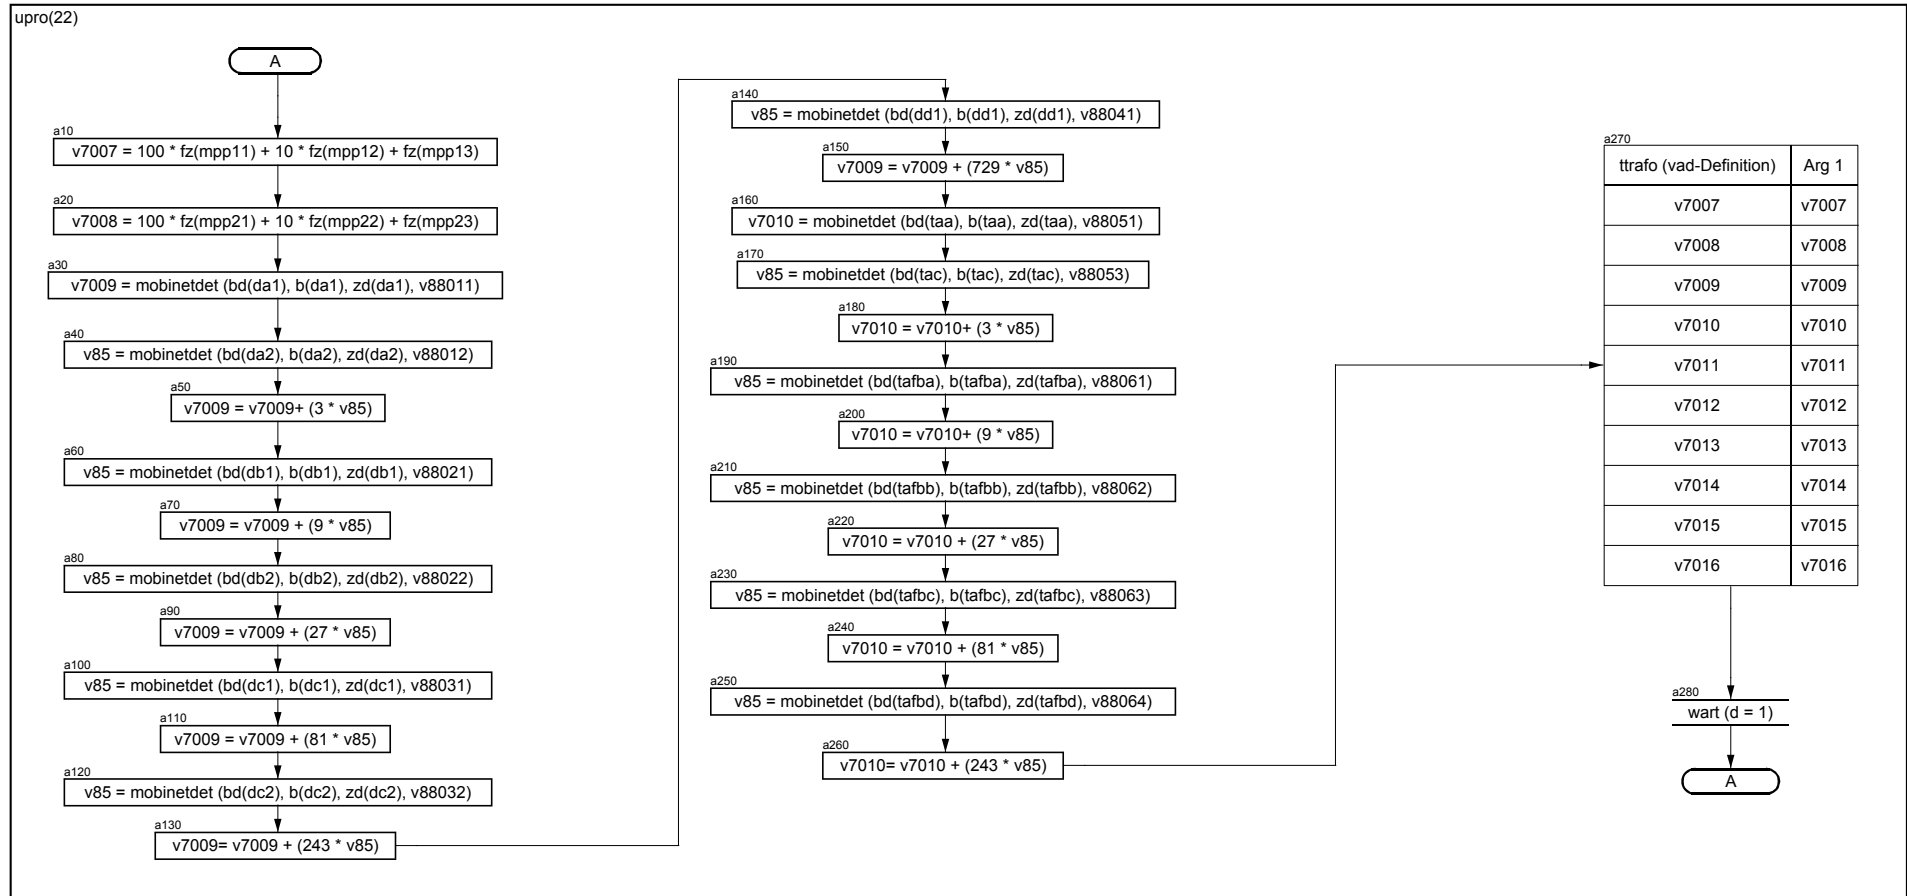 upro(22)
A
a10
v7007 = 100 * fz(mpp11) + 10 * fz(mpp12) + fz(mpp13)
a20
v7008 = 100 * fz(mpp21) + 10 * fz(mpp22) + fz(mpp23)
a30
v7009 = mobinetdet (bd(da1), b(da1), zd(da1), v88011)
a40
v85 = mobinetdet (bd(da2), b(da2), zd(da2), v88012)
a50
v7009 = v7009+ (3 * v85)
a60
v85 = mobinetdet (bd(db1), b(db1), zd(db1), v88021)
a70
v7009 = v7009 + (9 * v85)
a80
v85 = mobinetdet (bd(db2), b(db2), zd(db2), v88022)
a90
v7009 = v7009 + (27 * v85)
a100
v85 = mobinetdet (bd(dc1), b(dc1), zd(dc1), v88031)
a110
v7009 = v7009 + (81 * v85)
a120
v85 = mobinetdet (bd(dc2), b(dc2), zd(dc2), v88032)
a130
v7009= v7009 + (243 * v85)
a140
v85 = mobinetdet (bd(dd1), b(dd1), zd(dd1), v88041)
a150
v7009 = v7009 + (729 * v85)
a160
v7010 = mobinetdet (bd(taa), b(taa), zd(taa), v88051)
a170
v85 = mobinetdet (bd(tac), b(tac), zd(tac), v88053)
a180
v7010 = v7010+ (3 * v85)
a190
v85 = mobinetdet (bd(tafba), b(tafba), zd(tafba), v88061)
a200
v7010 = v7010+ (9 * v85)
a210
v85 = mobinetdet (bd(tafbb), b(tafbb), zd(tafbb), v88062)
a220
v7010 = v7010 + (27 * v85)
a230
v85 = mobinetdet (bd(tafbc), b(tafbc), zd(tafbc), v88063)
a240
v7010 = v7010 + (81 * v85)
a250
v85 = mobinetdet (bd(tafbd), b(tafbd), zd(tafbd), v88064)
a260
v7010= v7010 + (243 * v85)
a270
ttrafo (vad-Definition) Arg 1
v7007 v7007
v7008 v7008
v7009 v7009
v7010 v7010
v7011 v7011
v7012 v7012
v7013 v7013
v7014 v7014
v7015 v7015
v7016 v7016
a280
wart (d = 1)
A